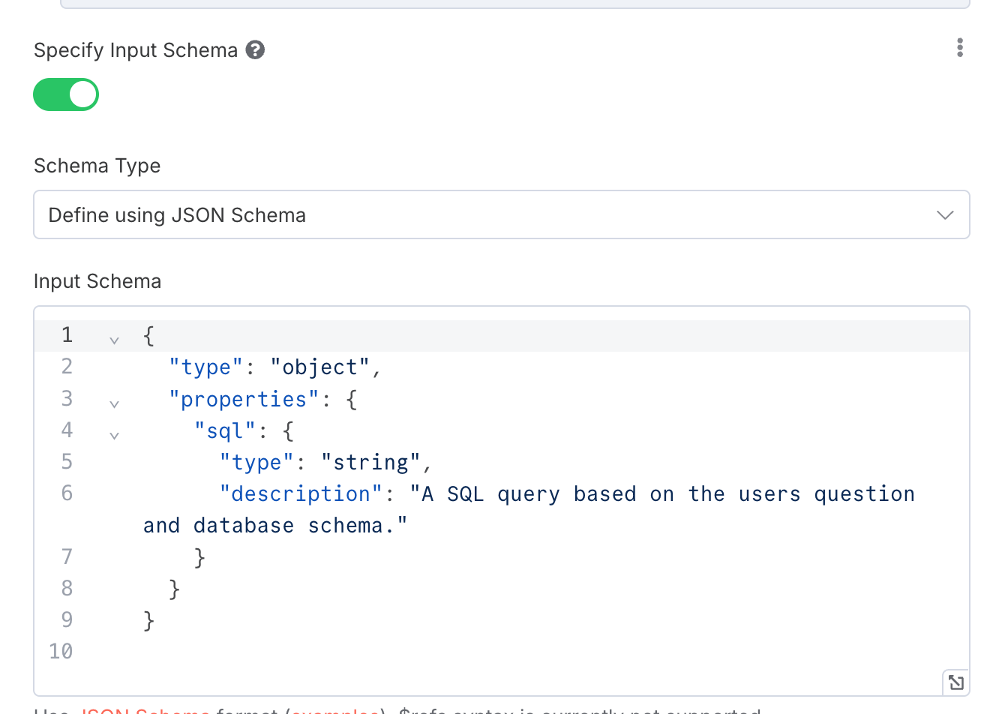 Specify Input Schema ?
Schema Type
Define using JSON Schema
Input Schema
1 {
2 "type": "object",
3 "properties": {
4 "sql": {
5 "type": "string",
6 "description": "A SQL query based on the users question
and database schema."
7 }
8 }
9 }
10
Use JSON Schema format (examples). $refs syntax is currently not supported